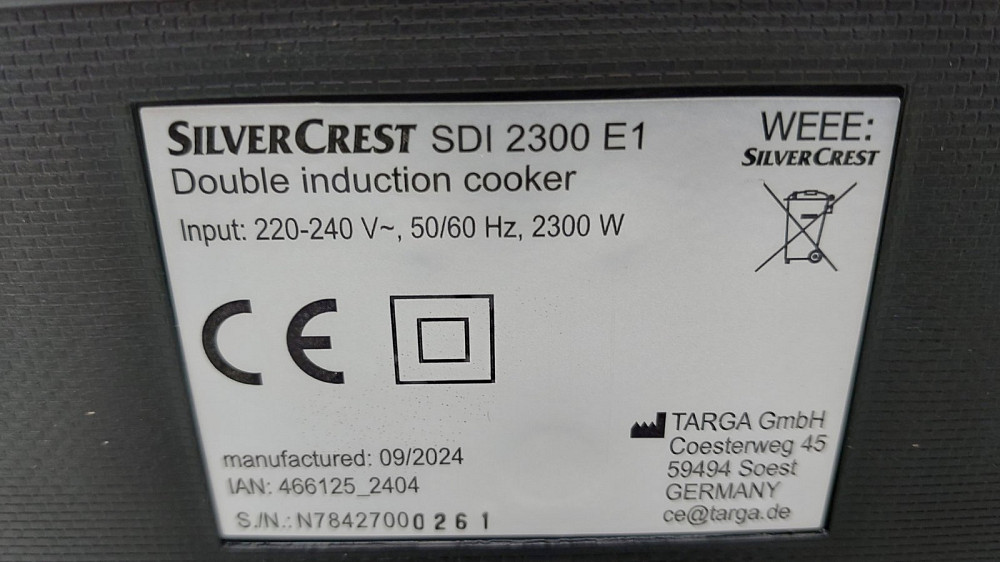 SILVERCREST SDI 2300 E1
Double induction cooker
Input: 220-240 V~, 50/60 Hz, 2300 W
WEEE:
SILVERCREST
CE
manufactured: 09/2024
IAN: 466125_2404
S./N.: N78427000261
TARGA GmbH
Coesterweg 45
59494 Soest
GERMANY
ce@targa.de